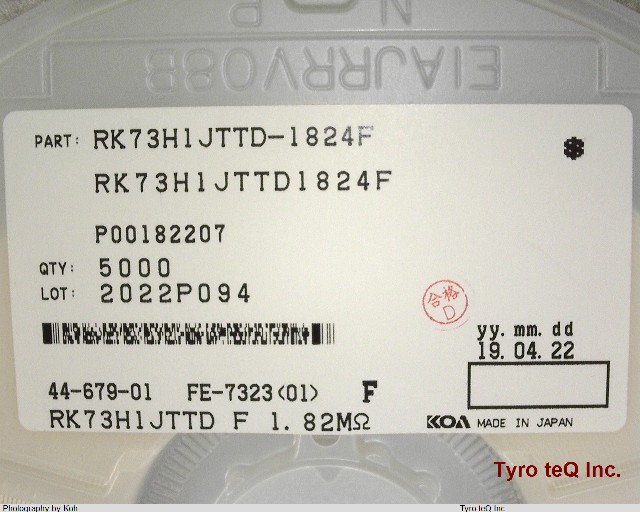 N P
EIAJRRV08B
PART: RK73H1JTTD-1824F
RK73H1JTTD1824F
P00182207
QTY: 5000
LOT: 2022P094
合格
D
yy. mm. dd
19. 04. 22
44-679-01 FE-7323(01) F
RK73H1JTTD F 1.82MΩ
KOA MADE IN JAPAN
Tyro teQ Inc.
Photography by Koh
Tyro teQ Inc.